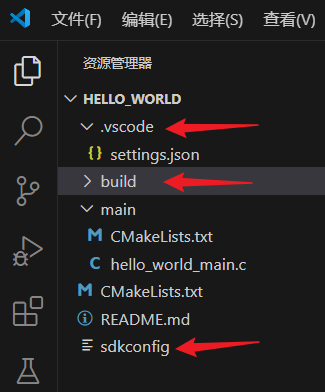 文件(F) 编辑(E) 选择(S) 查看(V)
资源管理器
HELLO_WORLD
.vscode
{} settings.json
build
main
M CMakeLists.txt
C hello_world_main.c
M CMakeLists.txt
README.md
sdkconfig